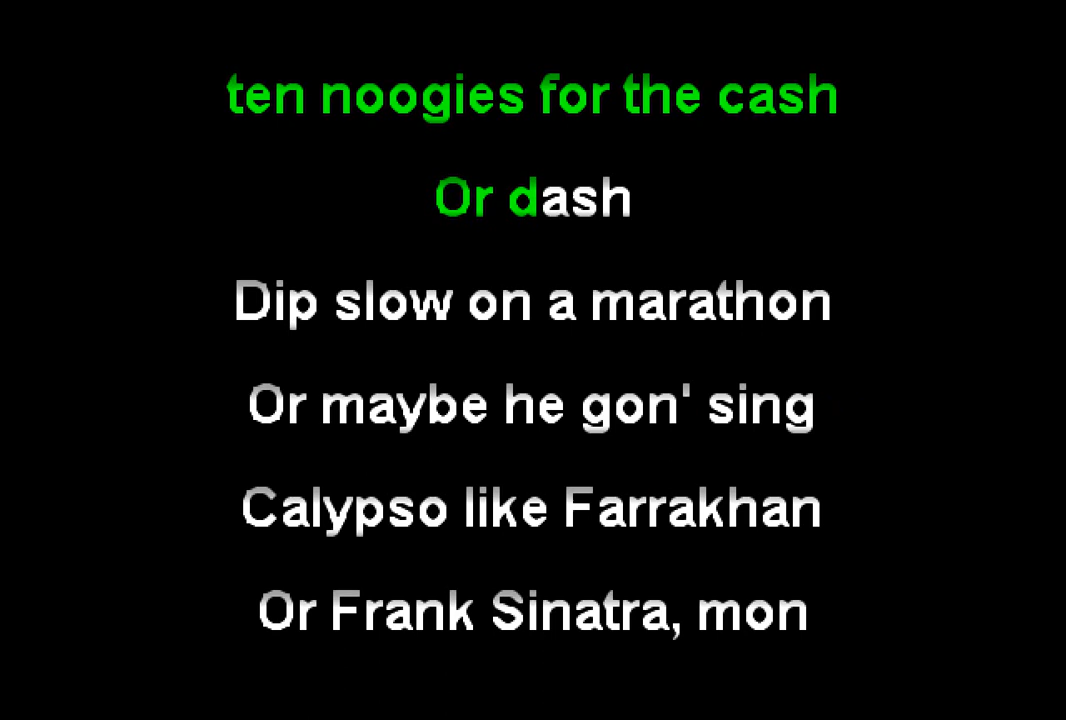 ten noogies for the cash
Or dash
Dip slow on a marathon
Or maybe he gon' sing
Calypso like Farrakhan
Or Frank Sinatra, mon